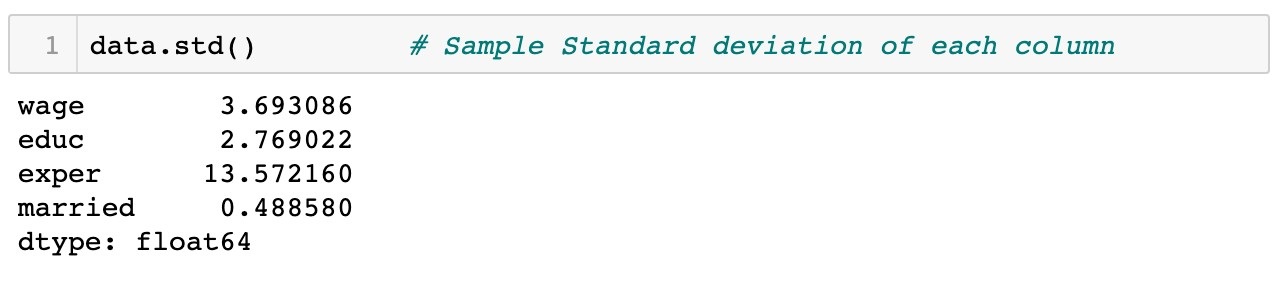 1 data.std() # Sample Standard deviation of each column
wage 3.693086
educ 2.769022
exper 13.572160
married 0.488580
dtype: float64